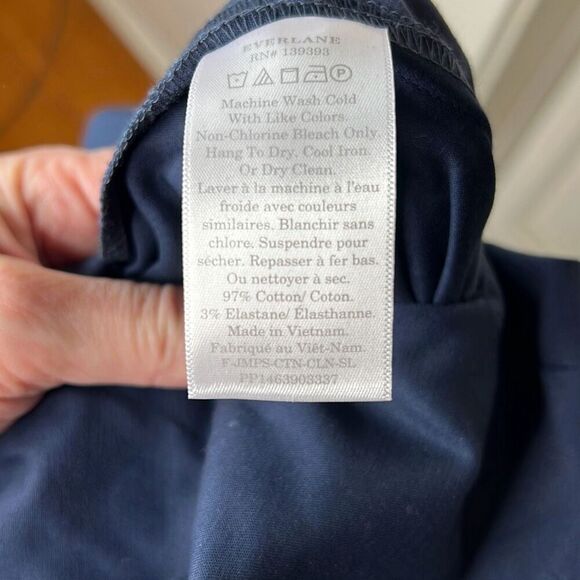 EVERLANE
RN# 139393
Machine Wash Cold
With Like Colors.
Non-Chlorine Bleach Only.
Hang To Dry. Cool Iron.
Or Dry Clean.
Laver à la machine à l'eau
froide avec couleurs
similaires. Blanchir sans
chlore. Suspendre pour
sécher. Repasser à fer bas.
Ou nettoyer à sec.
97% Cotton/ Coton.
3% Elastane/ Élasthanne.
Made in Vietnam.
Fabriqué au Viêt-Nam.
F-JMPS-CTN-CLN-SL
PP1463903337